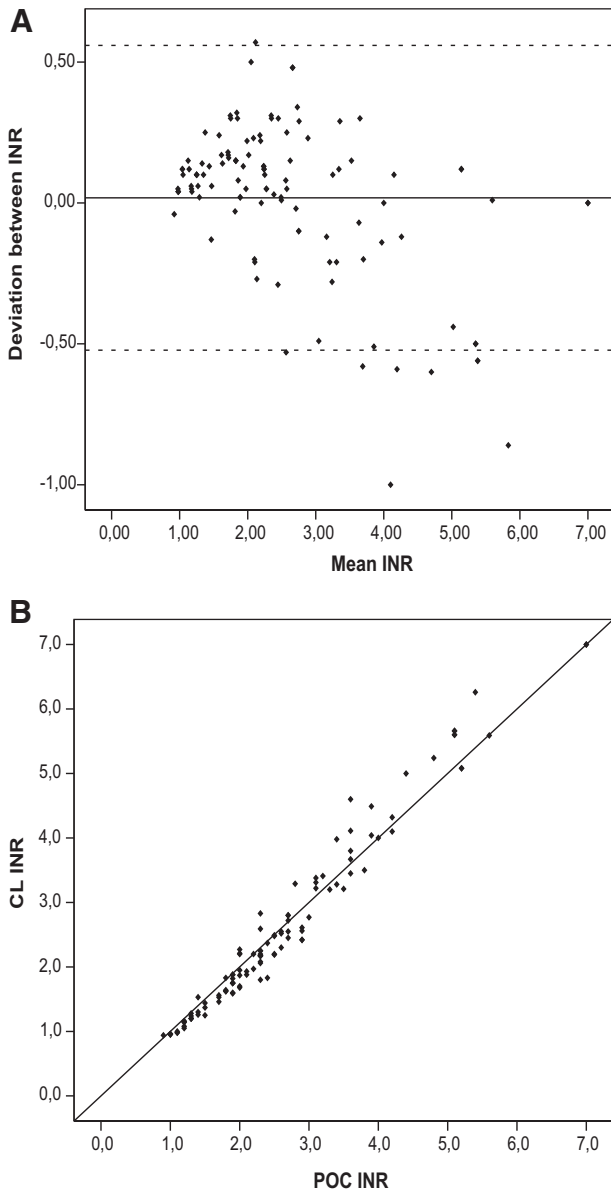 A
Deviation between INR
0,50
0,00
-0,50
-1,00
0,00 1,00 2,00 3,00 4,00 5,00 6,00 7,00
Mean INR
B
CL INR
7,0
6,0
5,0
4,0
3,0
2,0
1,0
0,0
0,0 1,0 2,0 3,0 4,0 5,0 6,0 7,0
POC INR